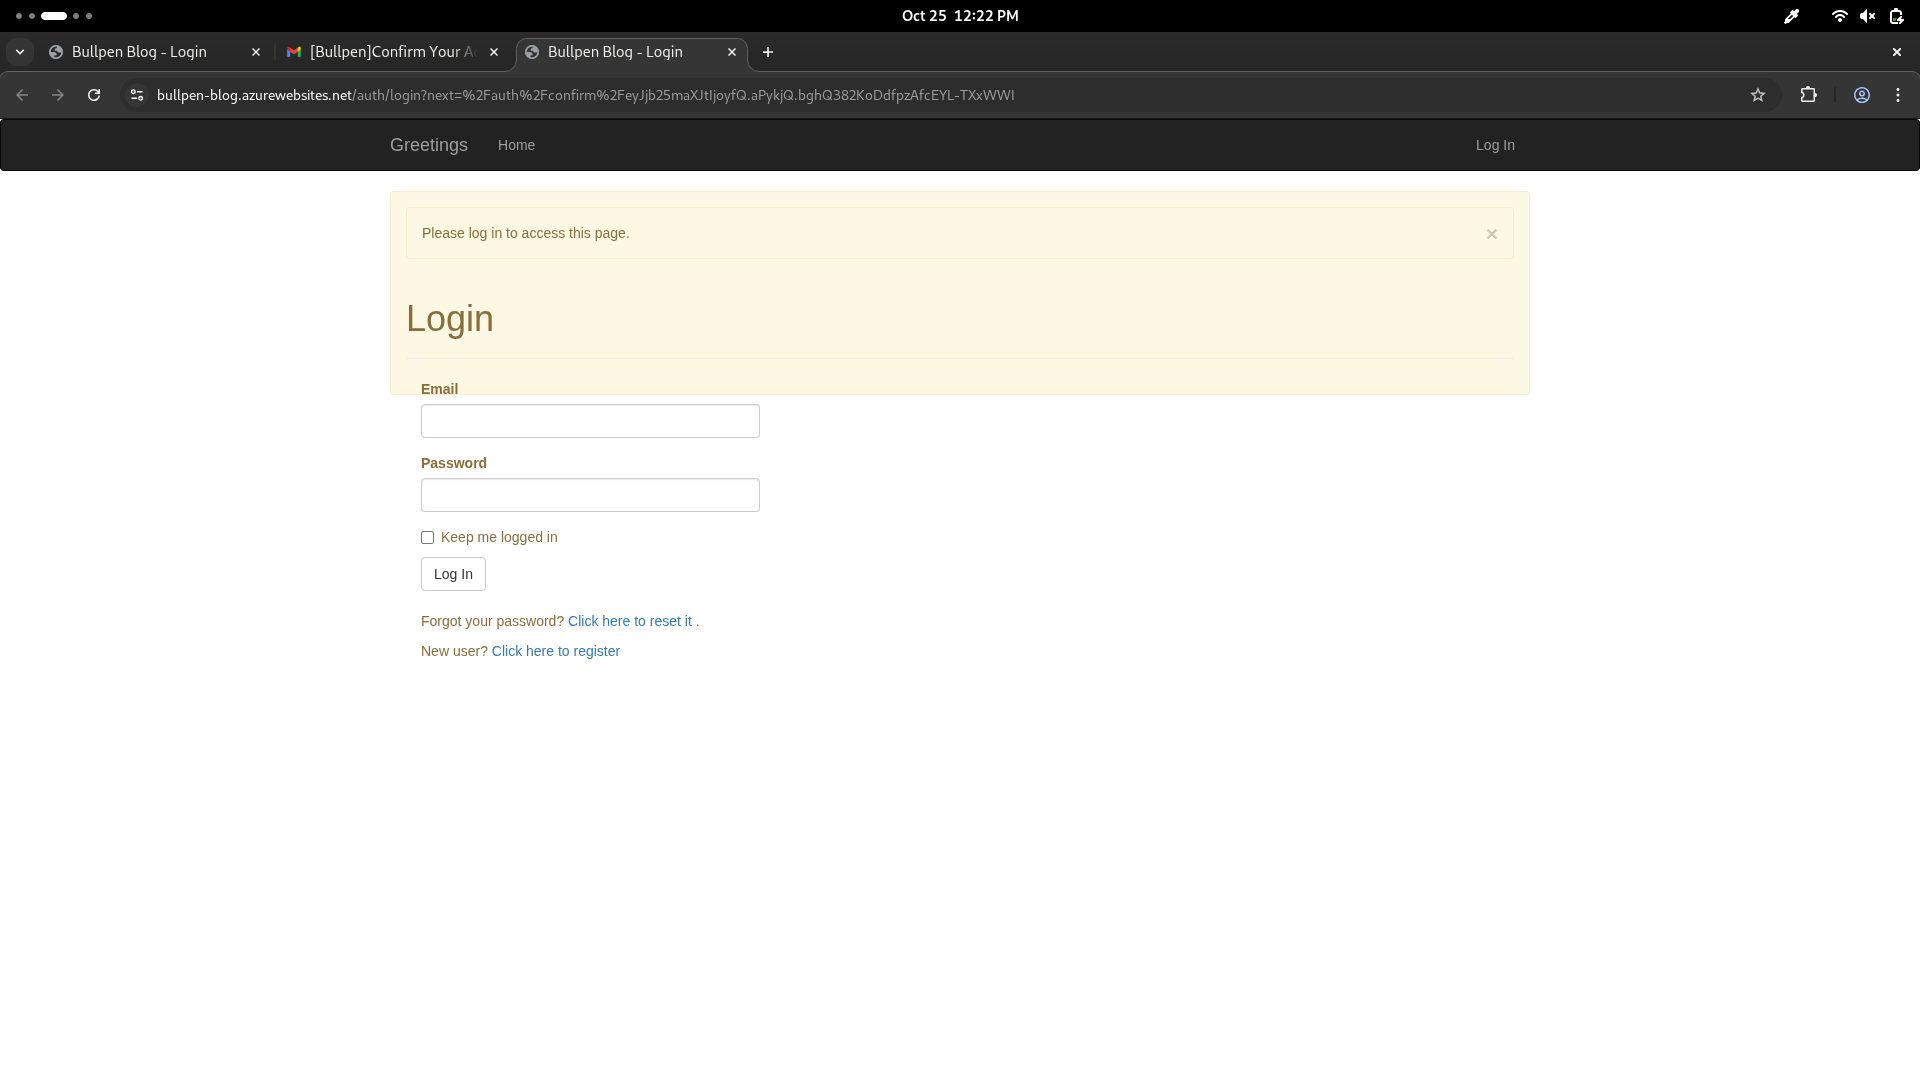 Oct 25 12:22 PM
Bullpen Blog - Login
[Bullpen]Confirm Your A
Bullpen Blog - Login
bullpen-blog.azurewebsites.net/auth/login?next=%2Fauth%2Fconfirm%2FeyJjb25maXJtIjoyfQ.aPykjQ.bghQ382KoDdfpzAfcEYL-TXxWWI
Greetings
Home
Log In
Please log in to access this page.
×
Login
Email
Password
Keep me logged in
Log In
Forgot your password? Click here to reset it .
New user? Click here to register